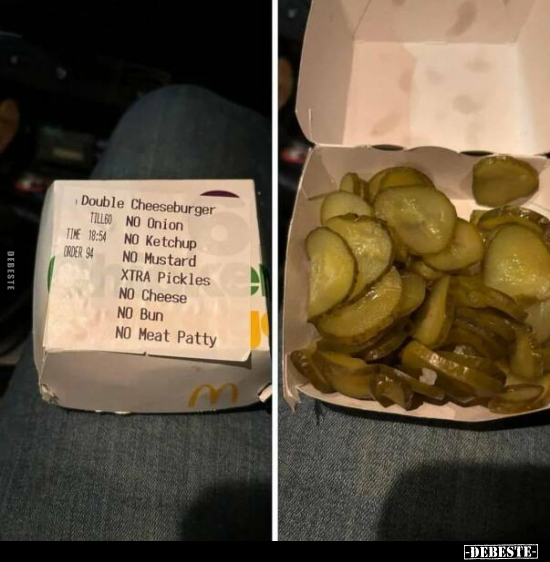 Double Cheeseburger
TILL60 NO Onion
TIME 18:54 NO Ketchup
ORDER 94 NO Mustard
XTRA Pickles
NO Cheese
NO Bun
NO Meat Patty
DEBESTE
-DEBESTE-